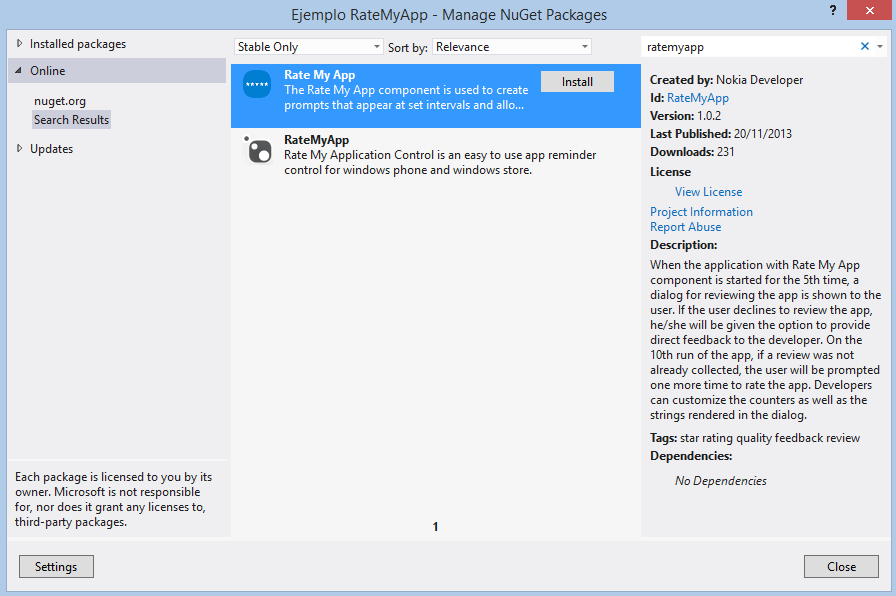 Ejemplo RateMyApp - Manage NuGet Packages
?
Installed packages
Online
nuget.org
Search Results
Updates
Each package is licensed to you by its
owner. Microsoft is not responsible
for, nor does it grant any licenses to,
third-party packages.
Stable Only
Sort by:
Relevance
Rate My App
The Rate My App component is used to create
prompts that appear at set intervals and allo...
Install
RateMyApp
Rate My Application Control is an easy to use app reminder
control for windows phone and windows store.
1
ratemyapp
Created by: Nokia Developer
Id: RateMyApp
Version: 1.0.2
Last Published: 20/11/2013
Downloads: 231
License
View License
Project Information
Report Abuse
Description:
When the application with Rate My App
component is started for the 5th time, a
dialog for reviewing the app is shown to the
user. If the user declines to review the app,
he/she will be given the option to provide
direct feedback to the developer. On the
10th run of the app, if a review was not
already collected, the user will be prompted
one more time to rate the app. Developers
can customize the counters as well as the
strings rendered in the dialog.
Tags: star rating quality feedback review
Dependencies:
No Dependencies
Settings
Close